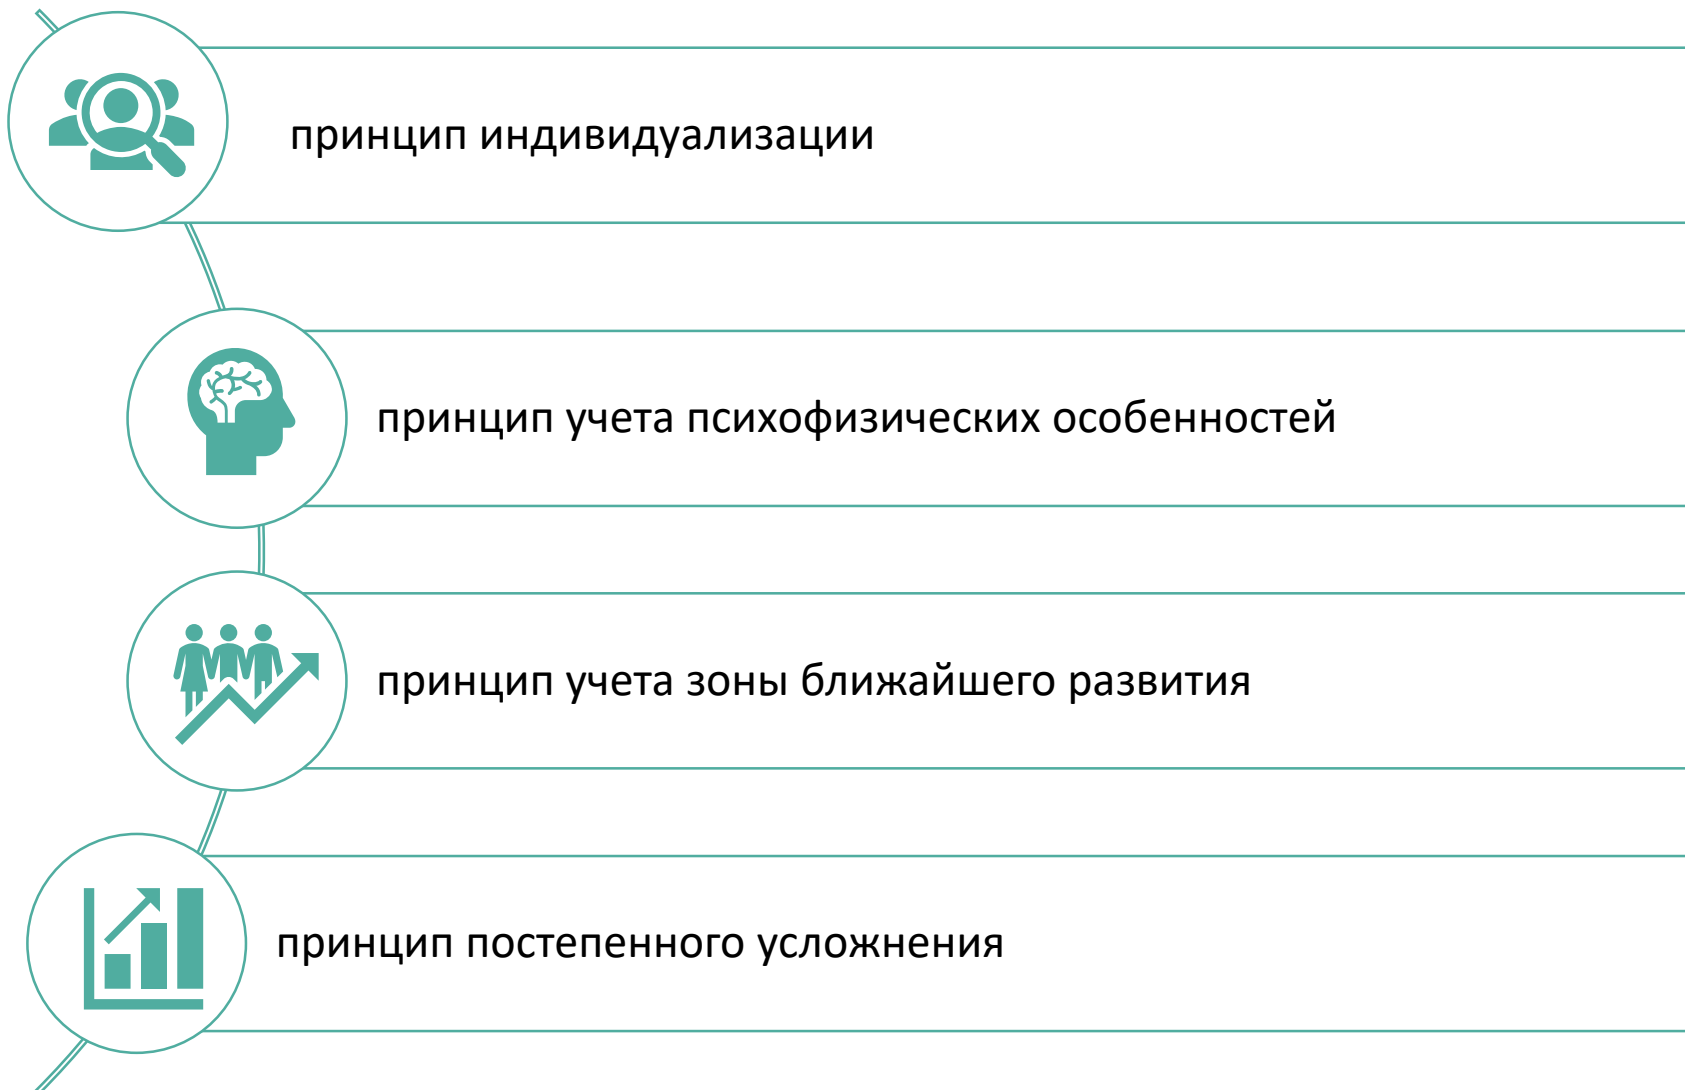 принцип индивидуализации
принцип учета психофизических особенностей
принцип учета зоны ближайшего развития
принцип постепенного усложнения